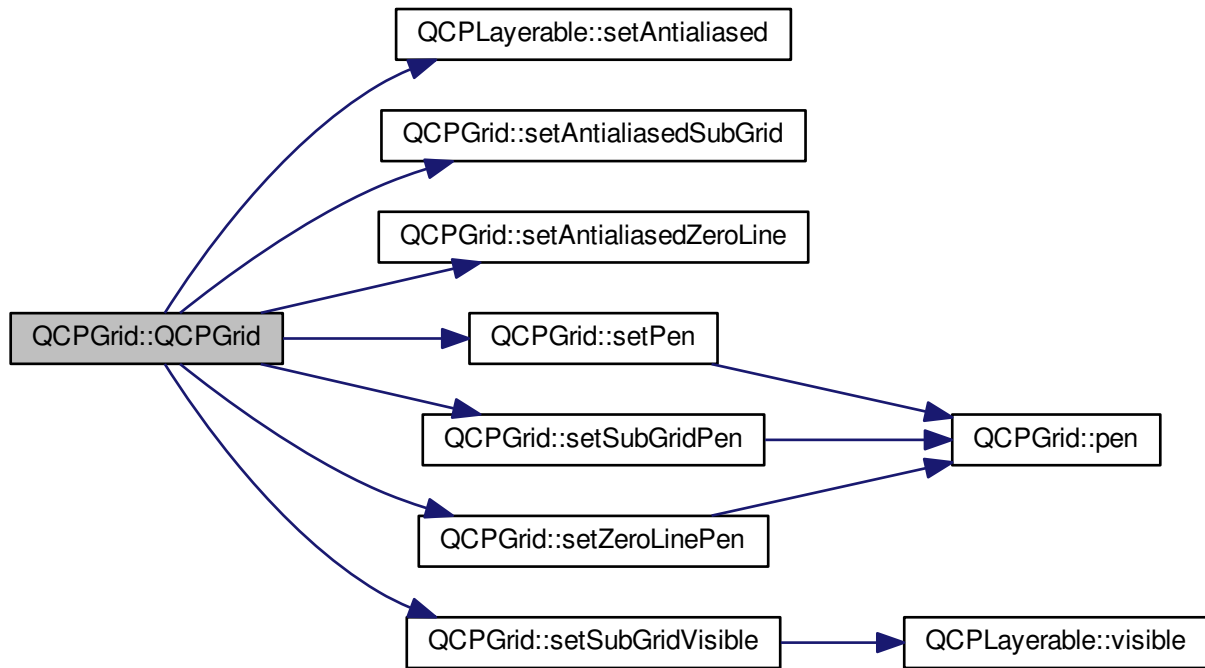 QCPLayerable::setAntialiased
QCPGrid::setAntialiasedSubGrid
QCPGrid::setAntialiasedZeroLine
QCPGrid::QCPGrid
QCPGrid::setPen
QCPGrid::setSubGridPen
QCPGrid::pen
QCPGrid::setZeroLinePen
QCPGrid::setSubGridVisible
QCPLayerable::visible